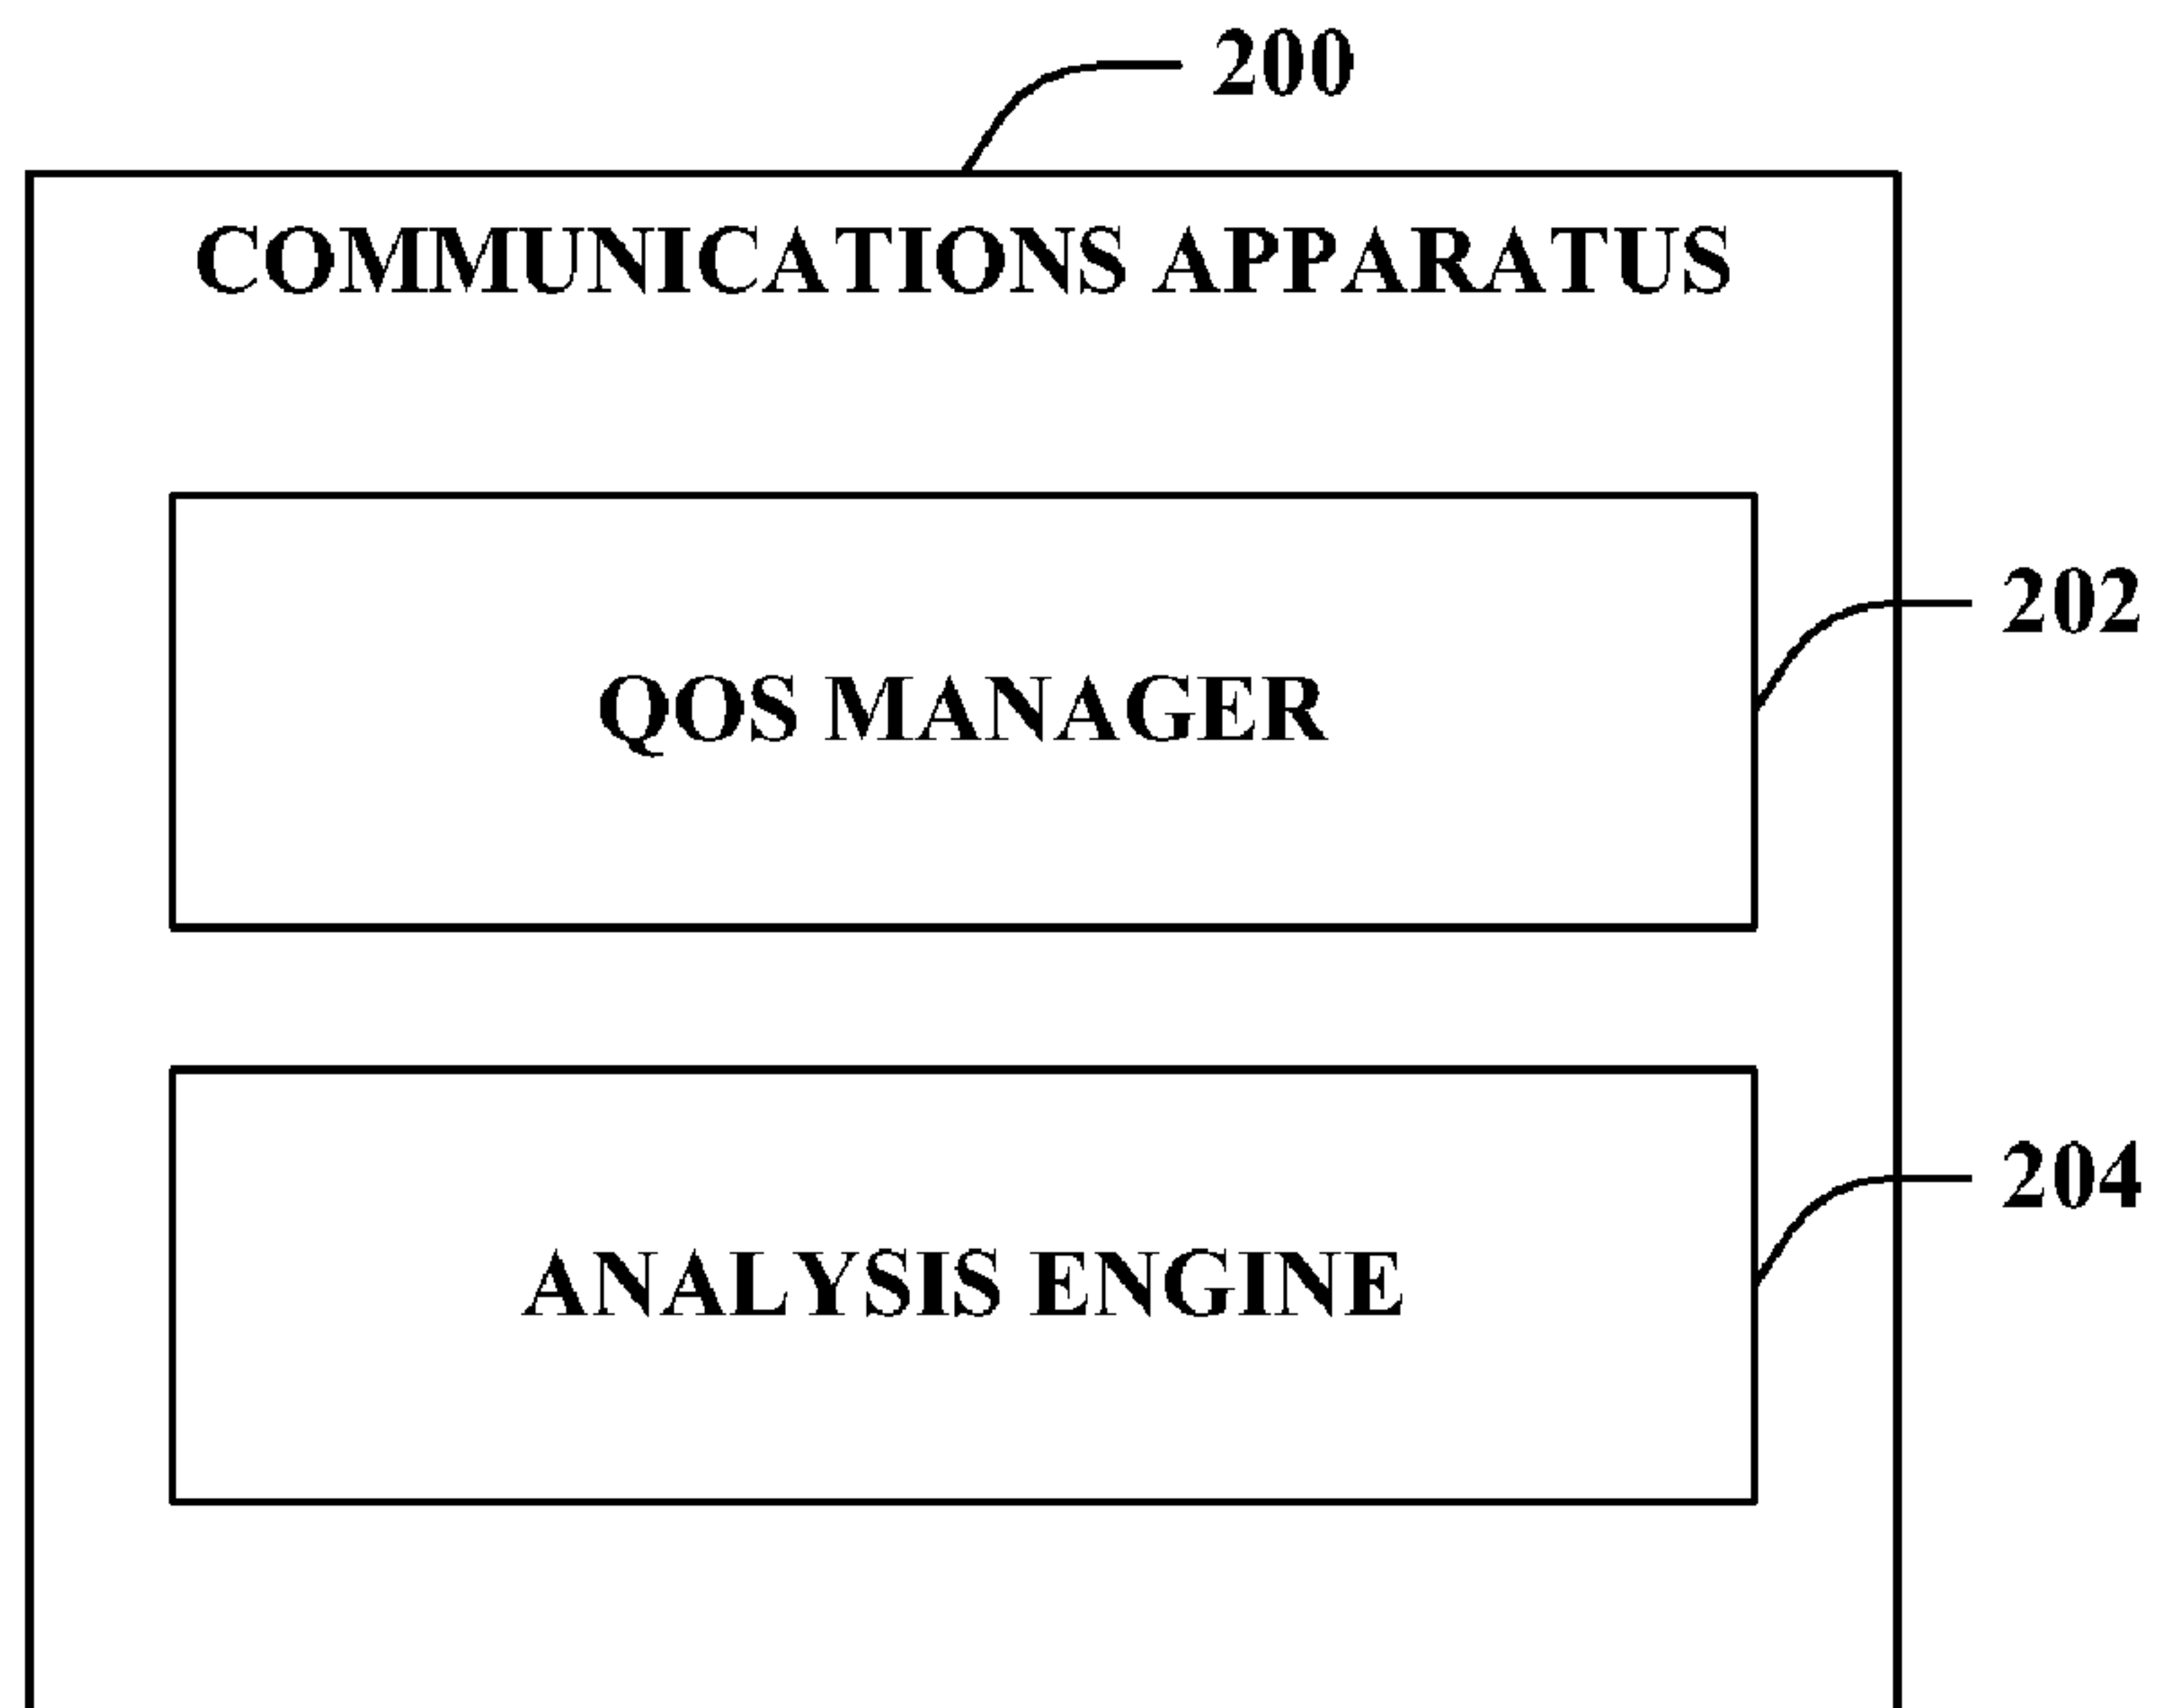 200
COMMUNICATIONS APPARATUS
202
QOS MANAGER
204
ANALYSIS ENGINE